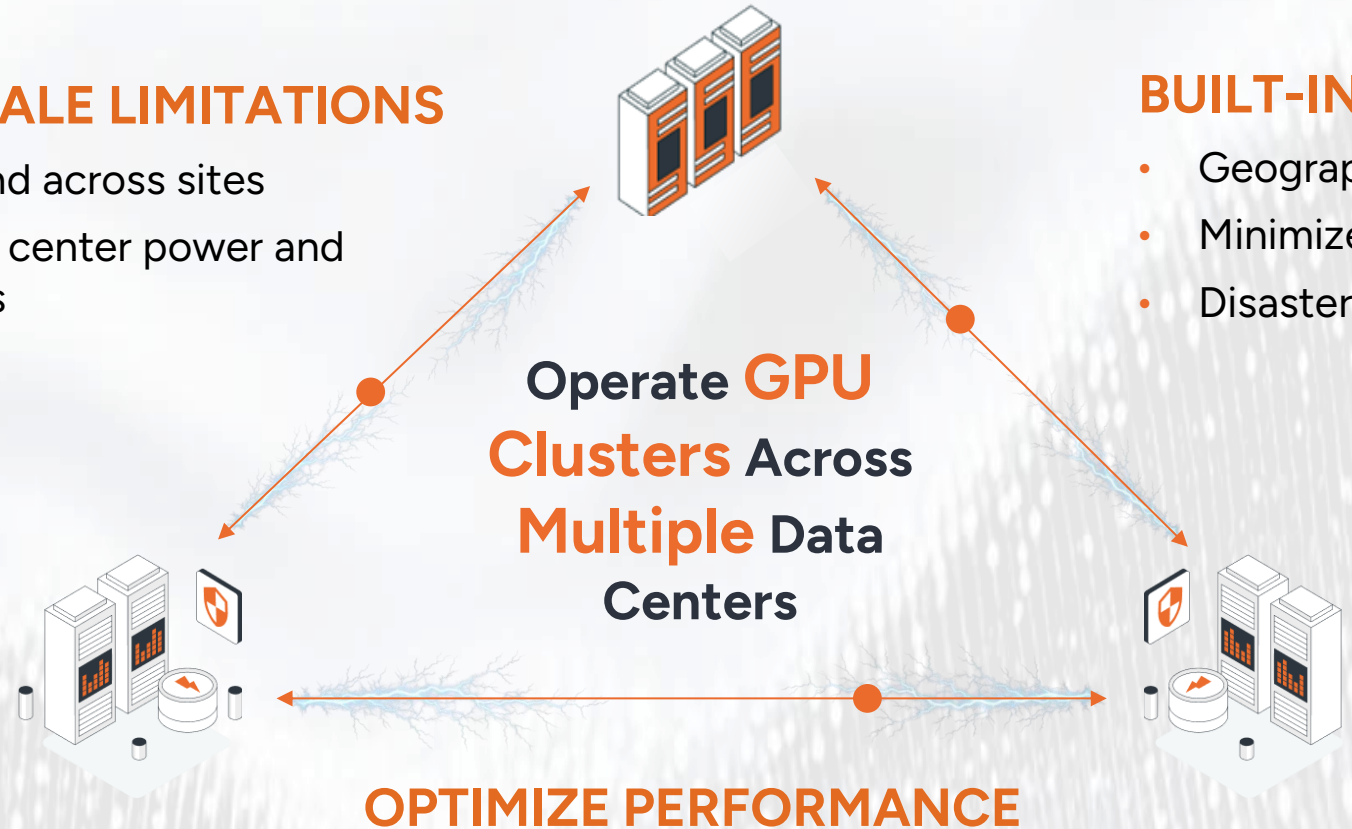 ALE LIMITATIONS
nd across sites
center power and
s
BUILT-IN
• Geograp
• Minimize
• Disaster
Operate GPU
Clusters Across
Multiple Data
Centers
OPTIMIZE PERFORMANCE